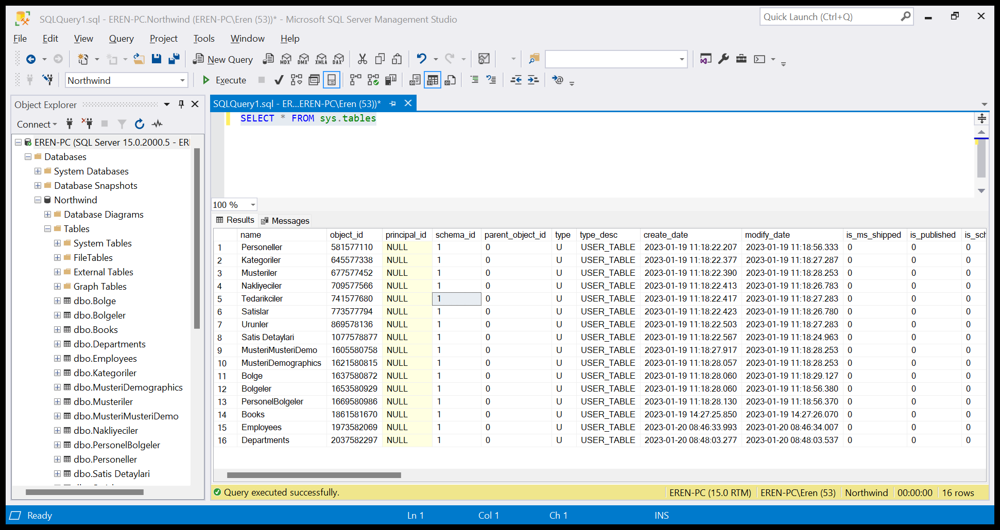 SQLQuery1.sql - EREN-PC.Northwind (EREN-PC\Eren (53))* - Microsoft SQL Server Management Studio
Quick Launch (Ctrl+Q)
File Edit View Query Project Tools Window Help
New Query MDX DMX XMLA DAX
Northwind Execute
Object Explorer
Connect
EREN-PC (SQL Server 15.0.2000.5 - ER
Databases
System Databases
Database Snapshots
Northwind
Database Diagrams
Tables
System Tables
FileTables
External Tables
Graph Tables
dbo.Bolge
dbo.Bolgeler
dbo.Books
dbo.Departments
dbo.Employees
dbo.Kategoriler
dbo.MusteriDemographics
dbo.Musteriler
dbo.MusteriMusteriDemo
dbo.Nakliyeciler
dbo.PersonelBolgeler
dbo.Personeller
dbo.Satis Detaylari
SQLQuery1.sql - ER...EREN-PC\Eren (53))*
SELECT * FROM sys.tables
100 %
Results Messages
name object_id principal_id schema_id parent_object_id type type_desc create_date modify_date is_ms_shipped is_published is_sch
1 Personeller 581577110 NULL 1 0 U USER_TABLE 2023-01-19 11:18:22.207 2023-01-19 11:18:56.333 0 0 0
2 Kategoriler 645577338 NULL 1 0 U USER_TABLE 2023-01-19 11:18:22.377 2023-01-19 11:18:27.287 0 0 0
3 Musteriler 677577452 NULL 1 0 U USER_TABLE 2023-01-19 11:18:22.390 2023-01-19 11:18:28.253 0 0 0
4 Nakliyeciler 709577566 NULL 1 0 U USER_TABLE 2023-01-19 11:18:22.413 2023-01-19 11:18:26.783 0 0 0
5 Tedarikciler 741577680 NULL 1 0 U USER_TABLE 2023-01-19 11:18:22.417 2023-01-19 11:18:27.283 0 0 0
6 Satislar 773577794 NULL 1 0 U USER_TABLE 2023-01-19 11:18:22.423 2023-01-19 11:18:26.780 0 0 0
7 Urunler 869578136 NULL 1 0 U USER_TABLE 2023-01-19 11:18:22.503 2023-01-19 11:18:27.283 0 0 0
8 Satis Detaylari 1077578877 NULL 1 0 U USER_TABLE 2023-01-19 11:18:22.567 2023-01-19 11:18:24.963 0 0 0
9 MusteriMusteriDemo 1605580758 NULL 1 0 U USER_TABLE 2023-01-19 11:18:27.917 2023-01-19 11:18:28.253 0 0 0
10 MusteriDemographics 1621580815 NULL 1 0 U USER_TABLE 2023-01-19 11:18:28.057 2023-01-19 11:18:28.253 0 0 0
11 Bolge 1637580872 NULL 1 0 U USER_TABLE 2023-01-19 11:18:28.060 2023-01-19 11:18:29.127 0 0 0
12 Bolgeler 1653580929 NULL 1 0 U USER_TABLE 2023-01-19 11:18:28.060 2023-01-19 11:18:56.380 0 0 0
13 PersonelBolgeler 1669580986 NULL 1 0 U USER_TABLE 2023-01-19 11:18:28.130 2023-01-19 11:18:56.370 0 0 0
14 Books 1861581670 NULL 1 0 U USER_TABLE 2023-01-19 14:27:25.850 2023-01-19 14:27:26.070 0 0 0
15 Employees 1973582069 NULL 1 0 U USER_TABLE 2023-01-20 08:46:33.993 2023-01-20 08:46:34.007 0 0 0
16 Departments 2037582297 NULL 1 0 U USER_TABLE 2023-01-20 08:48:03.277 2023-01-20 08:48:03.537 0 0 0
Query executed successfully. EREN-PC (15.0 RTM) EREN-PC\Eren (53) Northwind 00:00:00 16 rows
Ready Ln 1 Col 1 Ch 1 INS